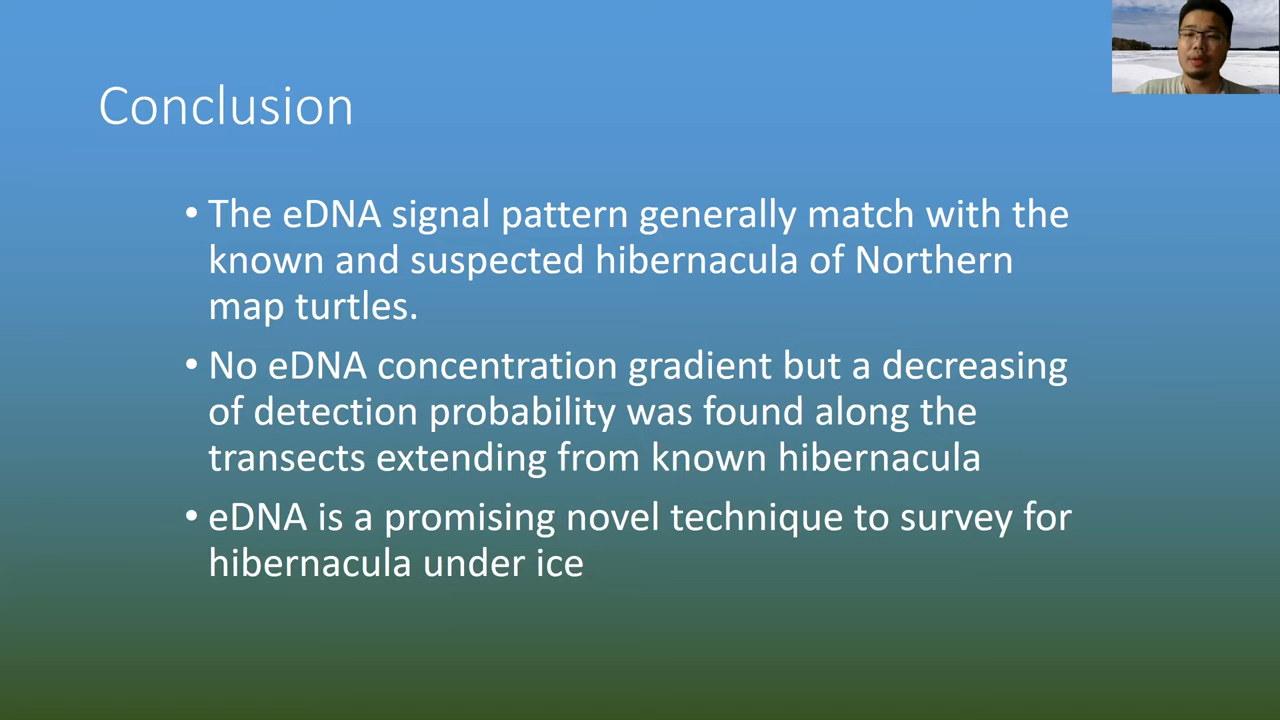 Conclusion
• The eDNA signal pattern generally match with the
known and suspected hibernacula of Northern
map turtles.
• No eDNA concentration gradient but a decreasing
of detection probability was found along the
transects extending from known hibernacula
• eDNA is a promising novel technique to survey for
hibernacula under ice